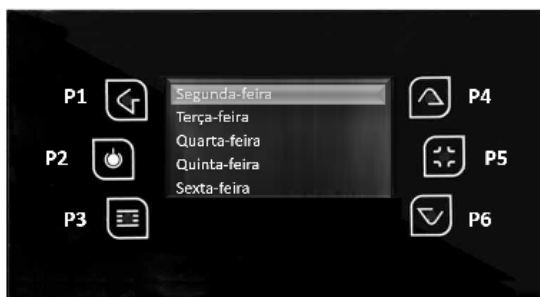 P1
Segunda-feira
P4
Terça-feira
P2
Quarta-feira
P5
Quinta-feira
Sexta-feira
P3
P6